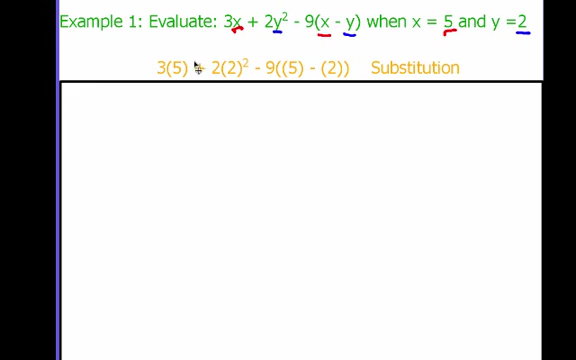 Example 1: Evaluate: 3x + 2y² - 9(x - y) when x = 5 and y =2
3(5) + 2(2)² - 9((5) - (2)) Substitution